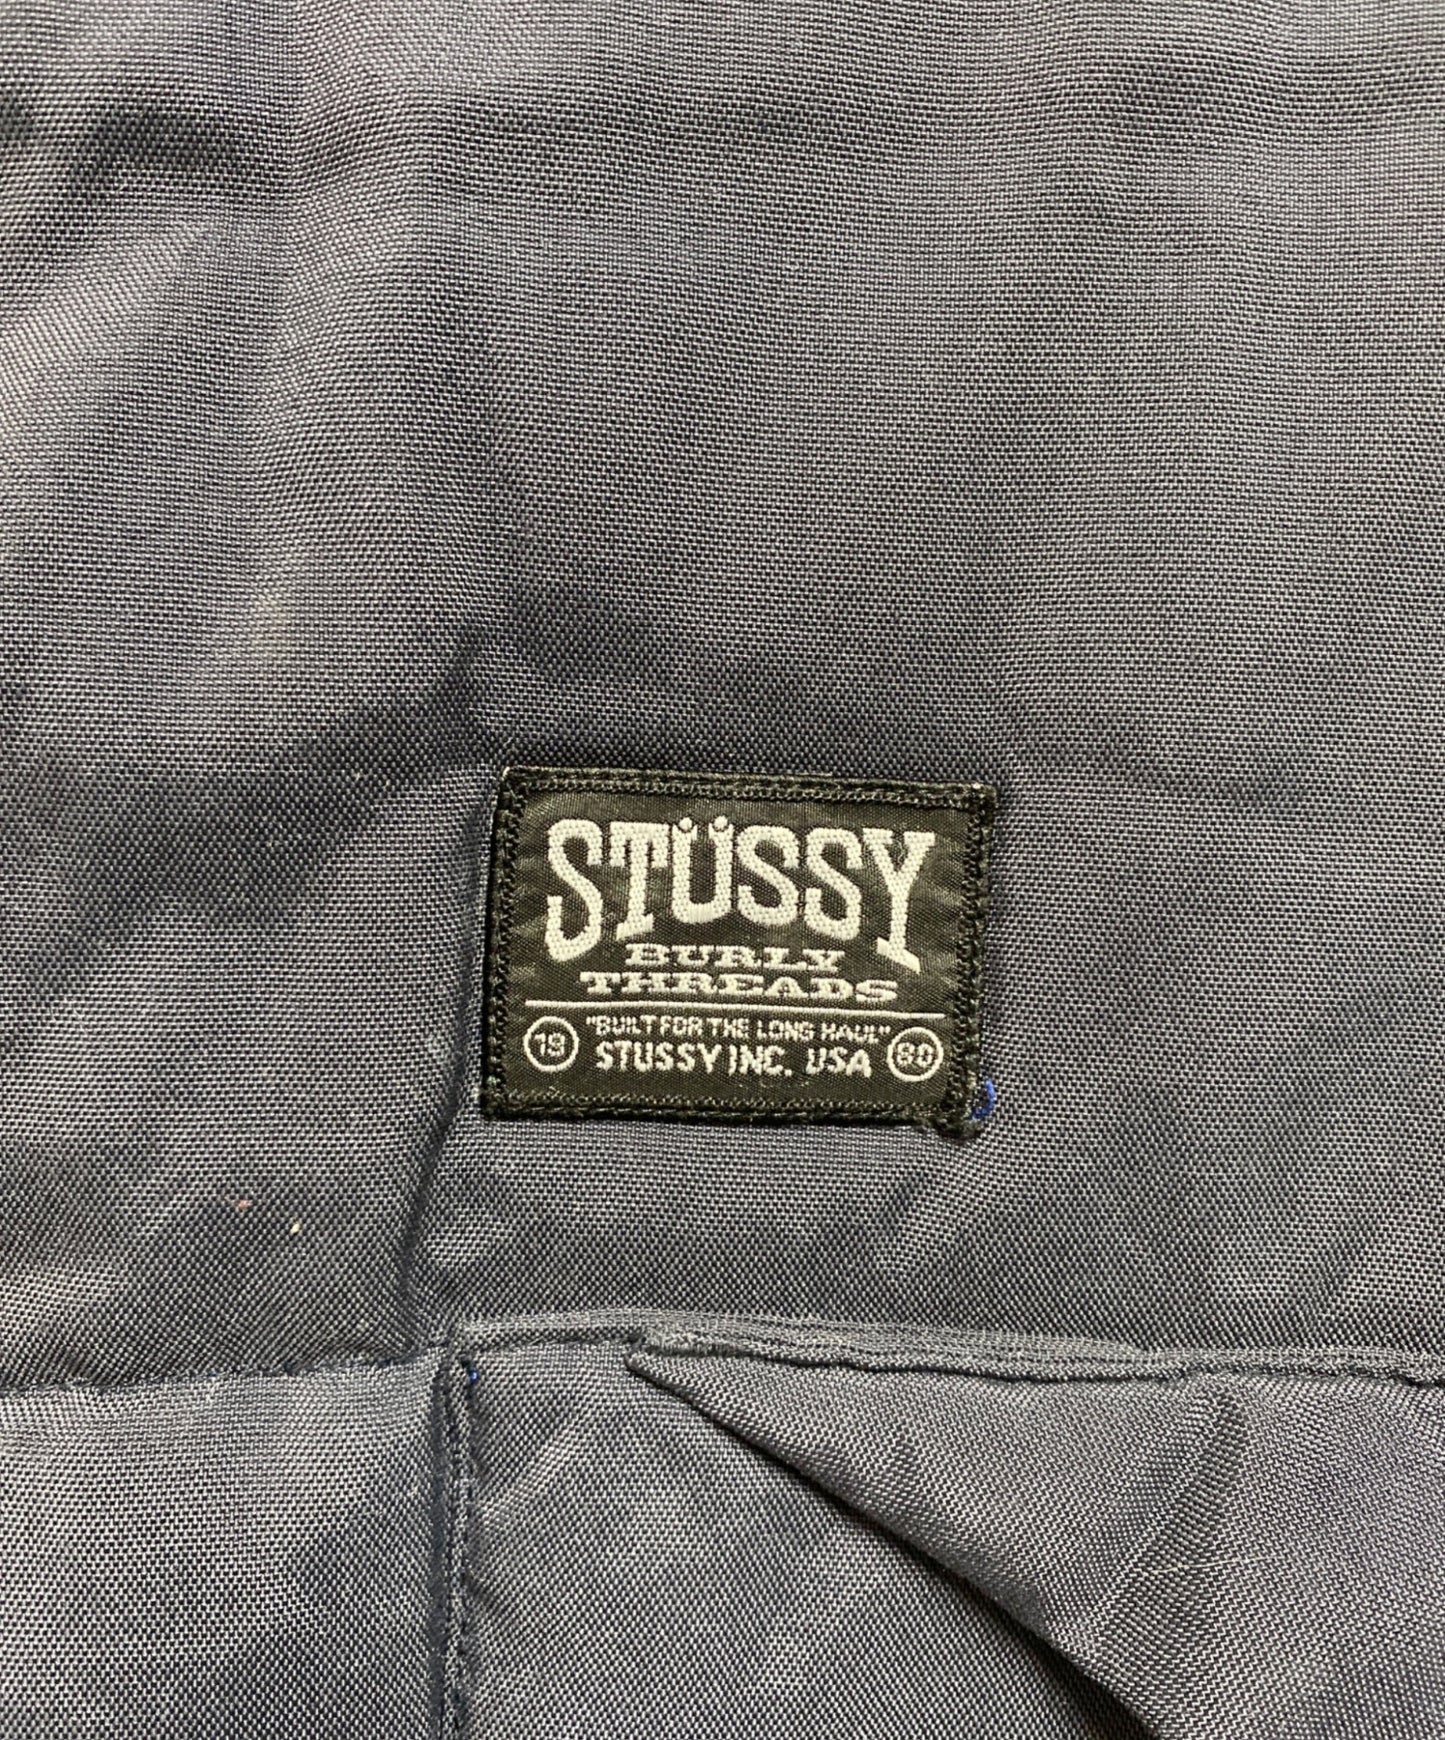 STÜSSY
BURLY
THREADS
"BUILT FOR THE LONG HAUL"
19 STUSSY INC. USA 80